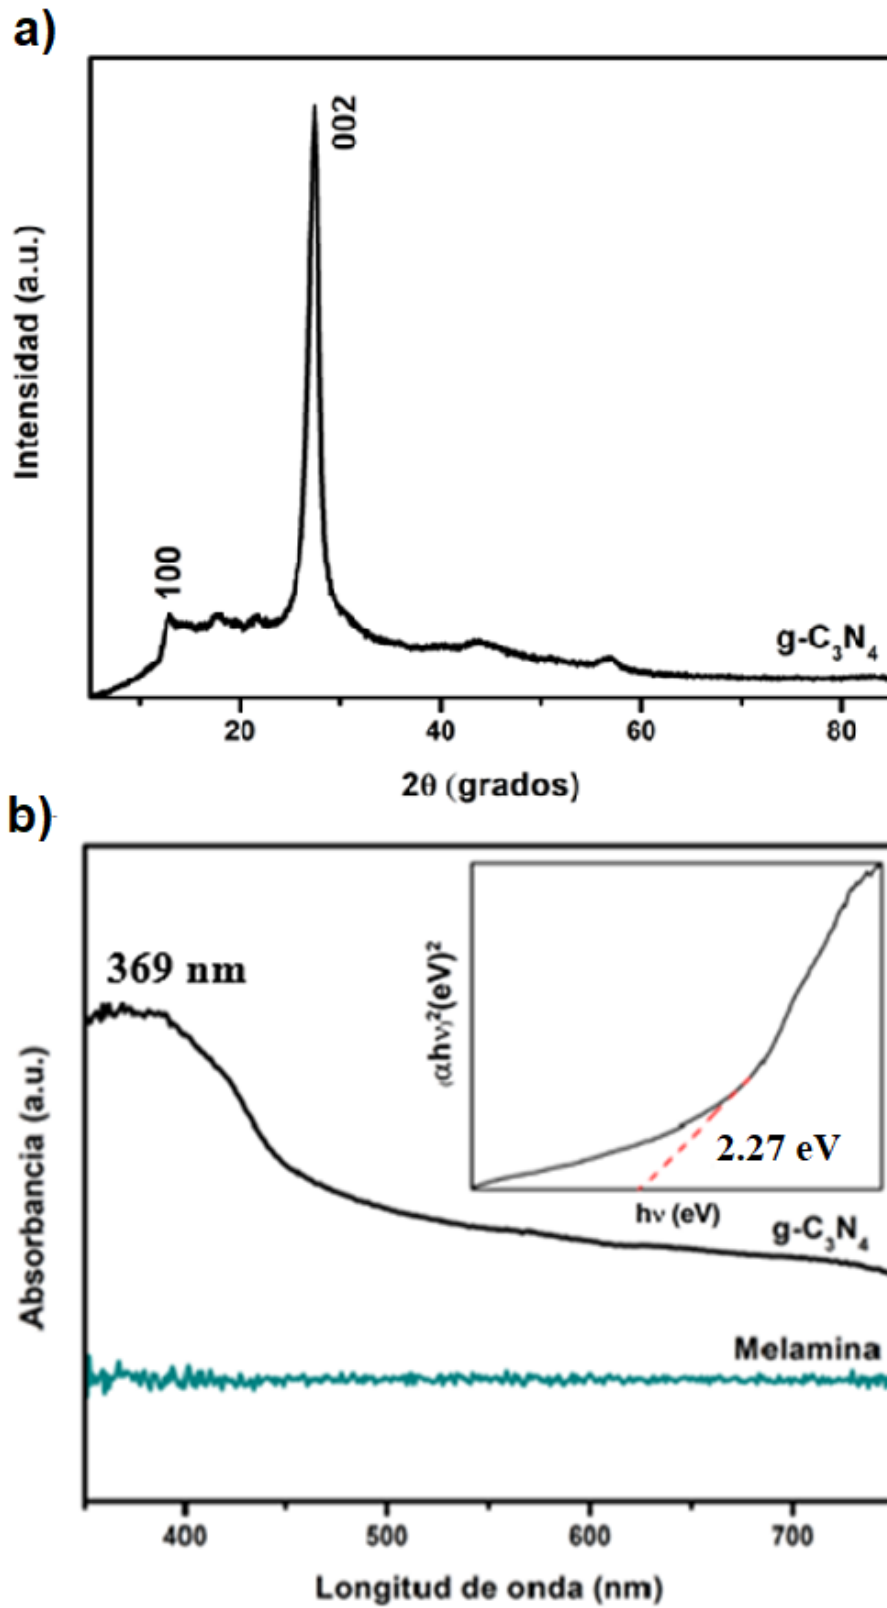 a)
002
100
Intensidad (a.u.)
g-C₃N₄
20 40 60 80
2θ (grados)
b)
369 nm
(αhν)²(eV)²
2.27 eV
hν (eV)
g-C₃N₄
Absorbancia (a.u.)
Melamina
400 500 600 700
Longitud de onda (nm)